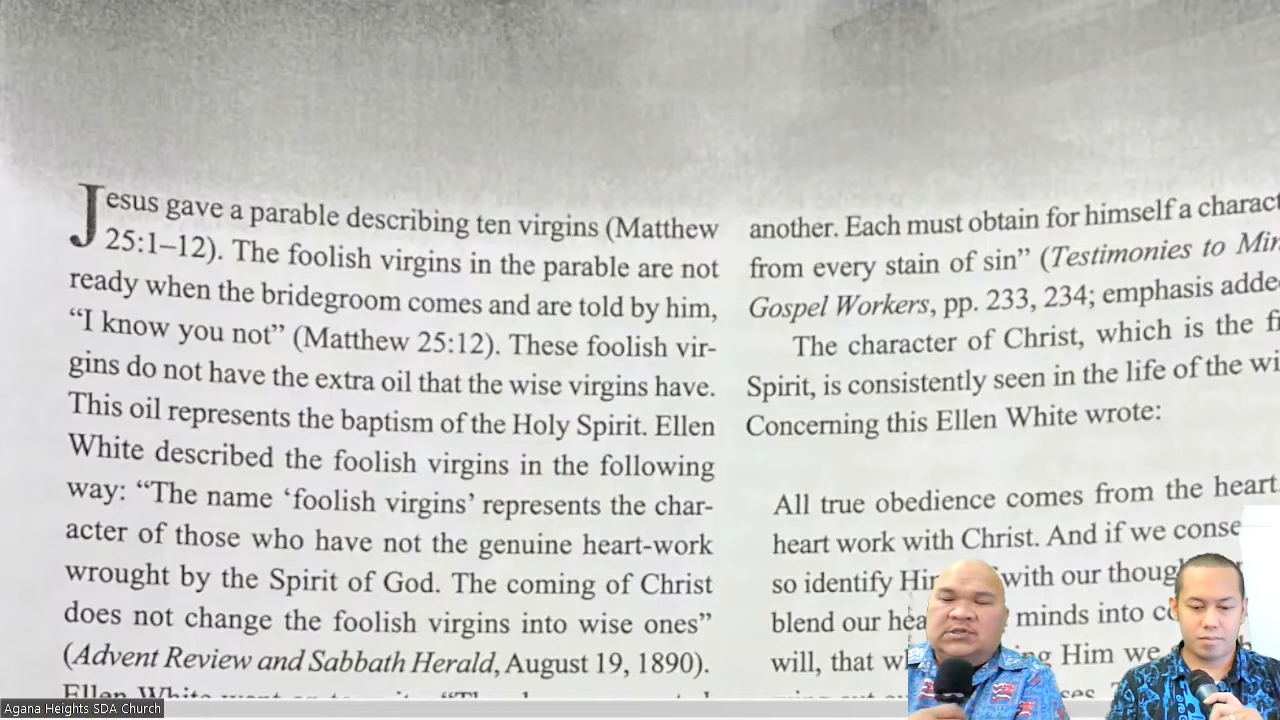 Jesus gave a parable describing ten virgins (Matthew
25:1–12). The foolish virgins in the parable are not
ready when the bridegroom comes and are told by him,
“I know you not” (Matthew 25:12). These foolish vir-
gins do not have the extra oil that the wise virgins have.
This oil represents the baptism of the Holy Spirit. Ellen
White described the foolish virgins in the following
way: “The name ‘foolish virgins’ represents the char-
acter of those who have not the genuine heart-work
wrought by the Spirit of God. The coming of Christ
does not change the foolish virgins into wise ones”
(Advent Review and Sabbath Herald, August 19, 1890).
Ellen White
another. Each must obtain for himself a charact
from every stain of sin” (Testimonies to Min
Gospel Workers, pp. 233, 234; emphasis adde
The character of Christ, which is the fi
Spirit, is consistently seen in the life of the wi
Concerning this Ellen White wrote:
All true obedience comes from the heart.
heart work with Christ. And if we conse
so identify Hi with our thoug
blend our hea minds into co
will, that wh ng Him we
Agana Heights SDA Church